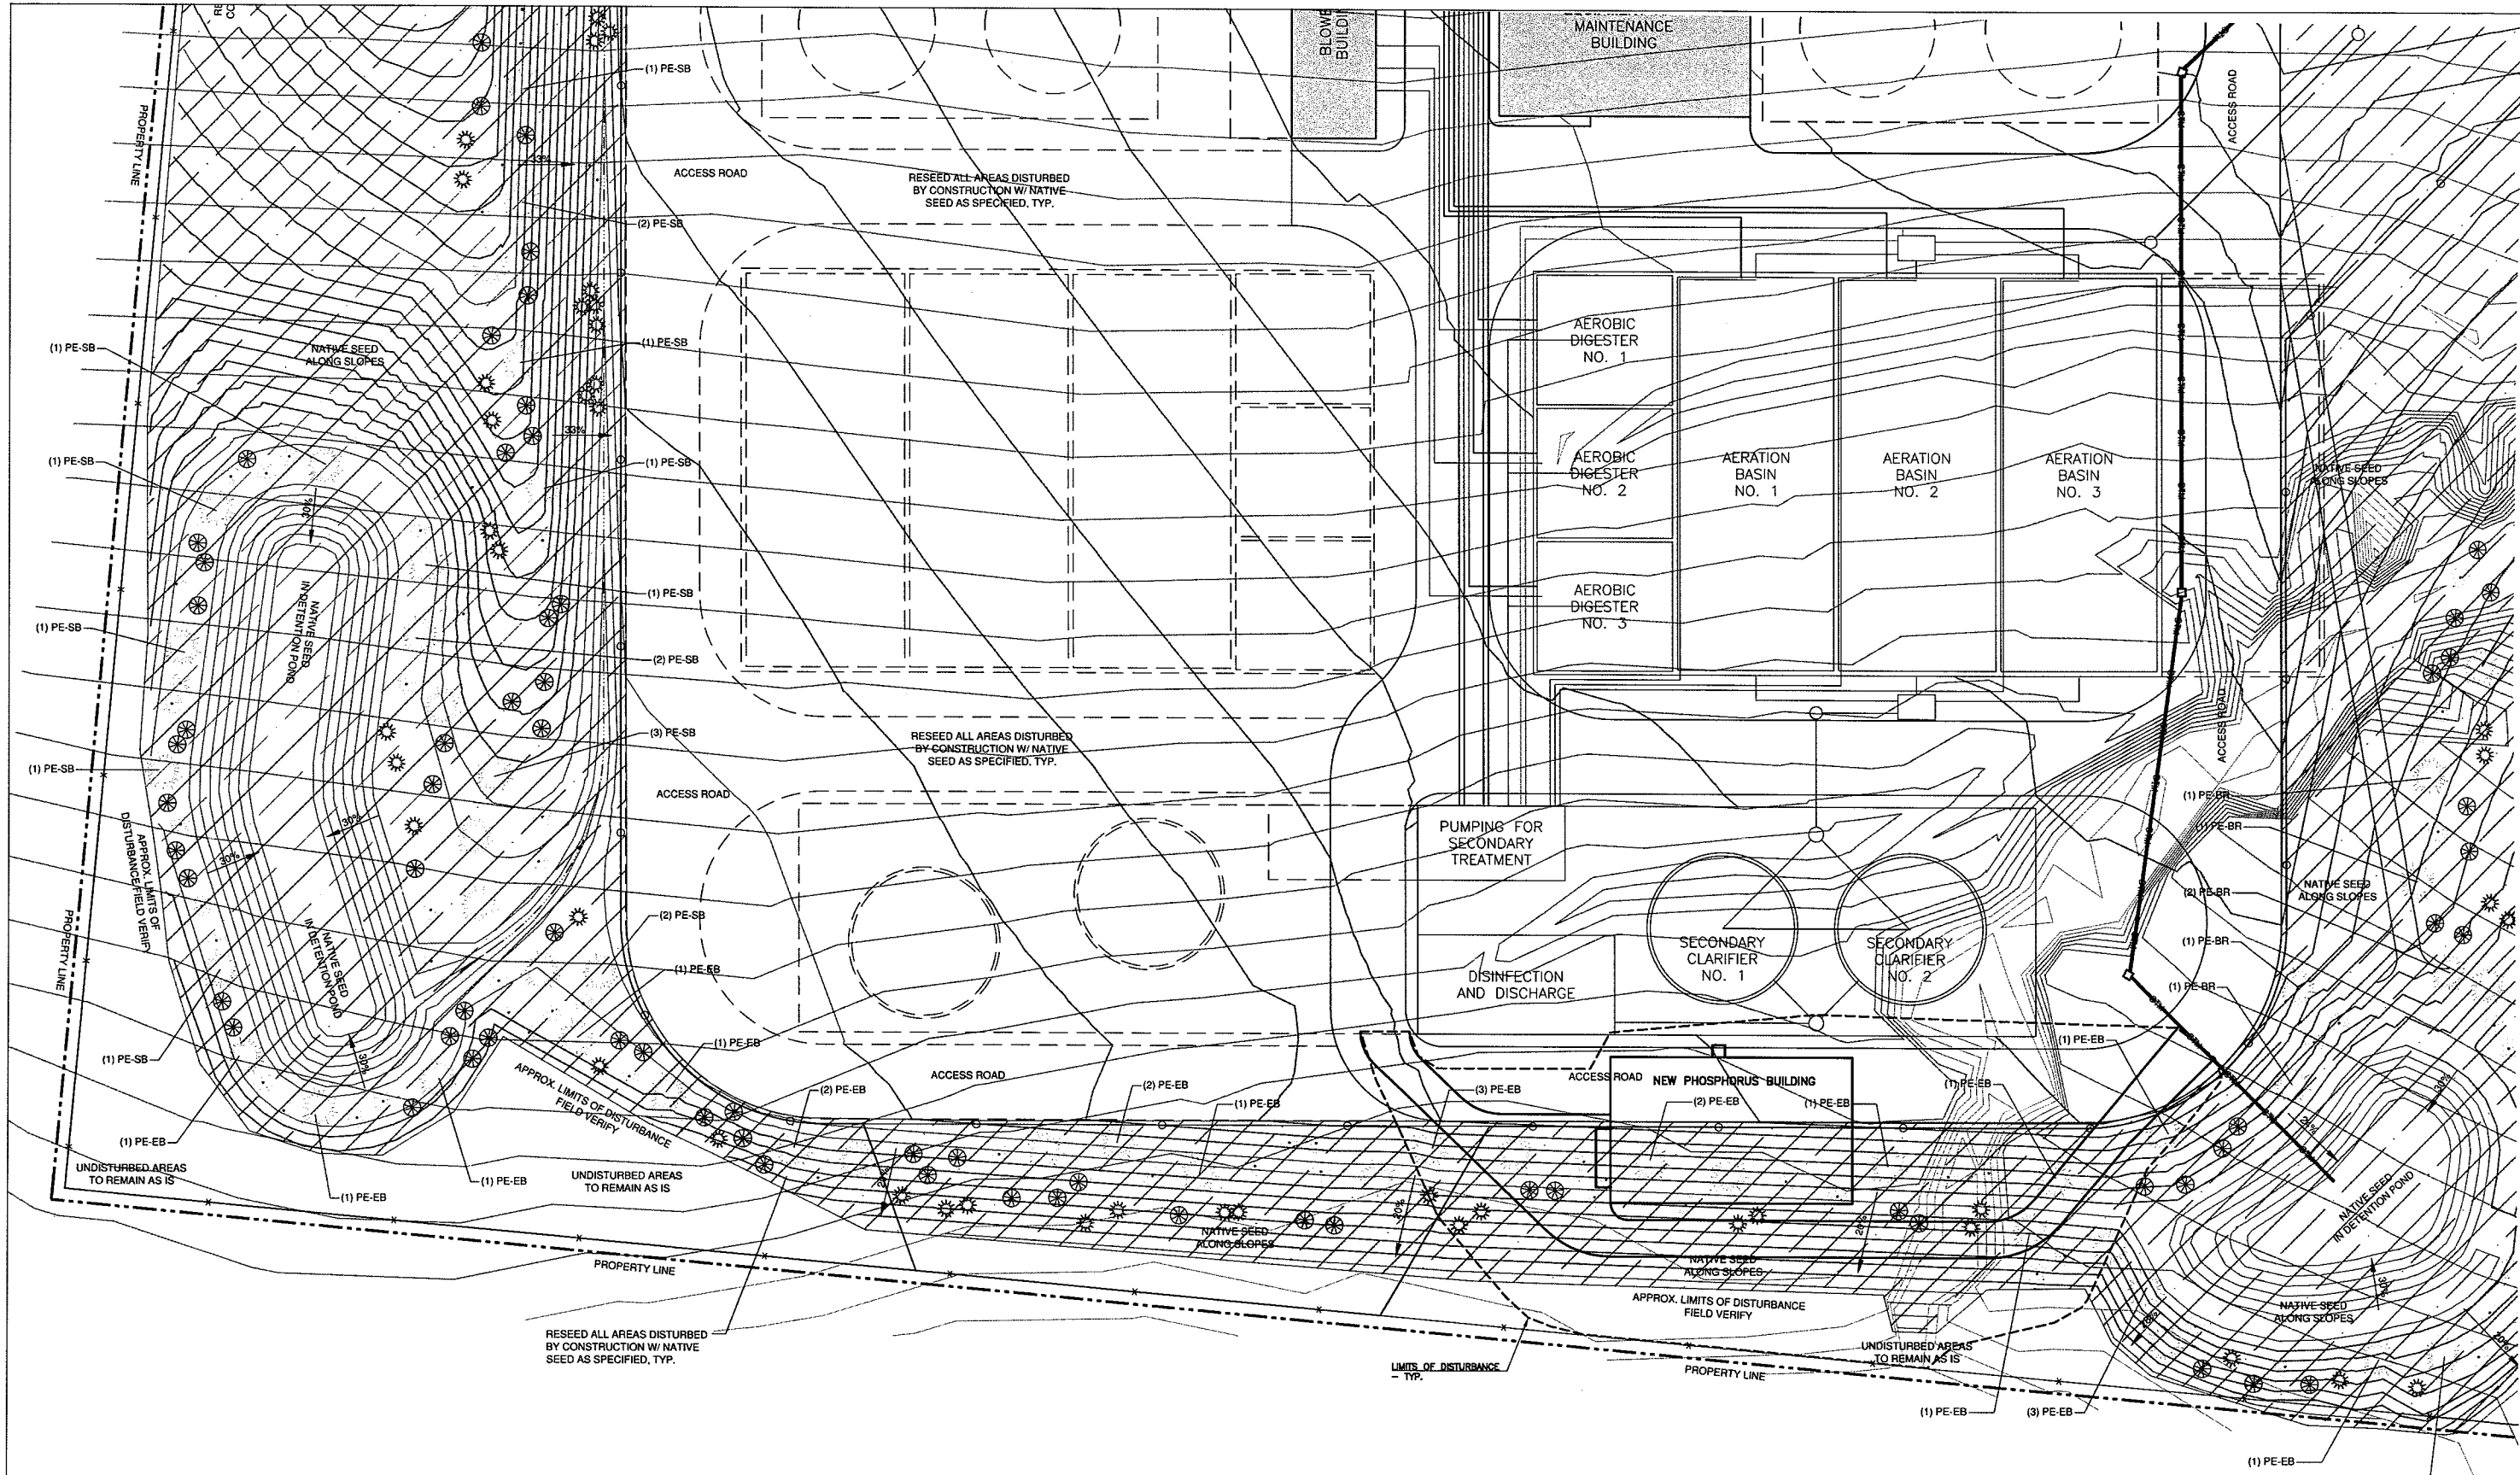 MAINTENANCE
BUILDING
(1) PE-SB
PROPERTY LINE
33%
ACCESS ROAD
RESEED ALL AREAS DISTURBED
BY CONSTRUCTION W/ NATIVE
SEED AS SPECIFIED, TYP.
ACCESS ROAD
(2) PE-SB
(1) PE-SB
NATIVE SEED
ALONG SLOPES
(1) PE-SB
AEROBIC
DIGESTER
NO. 1
33%
(1) PE-SB
(1) PE-SB
AEROBIC
DIGESTER
NO. 2
AERATION
BASIN
NO. 1
AERATION
BASIN
NO. 2
AERATION
BASIN
NO. 3
NATIVE SEED
ALONG SLOPES
30%
NATIVE SEED
IN DETENTION POND
(1) PE-SB
AEROBIC
DIGESTER
NO. 3
(1) PE-SB
(2) PE-SB
(3) PE-SB
RESEED ALL AREAS DISTURBED
BY CONSTRUCTION W/ NATIVE
SEED AS SPECIFIED, TYP.
ACCESS ROAD
(1) PE-SB
ACCESS ROAD
(1) PE-BR
APPROX. LIMITS OF
DISTURBANCE/FIELD VERIFY
30%
30%
PUMPING FOR
SECONDARY
TREATMENT
(1) PE-BR
(2) PE-BR
NATIVE SEED
ALONG SLOPES
PROPERTY LINE
NATIVE SEED
IN DETENTION POND
(2) PE-SB
(1) PE-EB
SECONDARY
CLARIFIER
NO. 1
SECONDARY
CLARIFIER
NO. 2
(1) PE-BR
DISINFECTION
AND DISCHARGE
(1) PE-BR
(1) PE-SB
30%
(1) PE-EB
(1) PE-EB
APPROX. LIMITS OF DISTURBANCE
FIELD VERIFY
ACCESS ROAD
ACCESS ROAD
NEW PHOSPHORUS BUILDING
(2) PE-EB
(2) PE-EB
(1) PE-EB
(3) PE-EB
(2) PE-EB
(1) PE-EB
(1) PE-EB
30%
20%
(1) PE-EB
UNDISTURBED AREAS
TO REMAIN AS IS
(1) PE-EB
(1) PE-EB
UNDISTURBED AREAS
TO REMAIN AS IS
20%
20%
20%
NATIVE SEED
ALONG SLOPES
NATIVE SEED
ALONG SLOPES
NATIVE SEED
IN DETENTION POND
PROPERTY LINE
APPROX. LIMITS OF DISTURBANCE
FIELD VERIFY
30%
NATIVE SEED
ALONG SLOPES
20%
RESEED ALL AREAS DISTURBED
BY CONSTRUCTION W/ NATIVE
SEED AS SPECIFIED, TYP.
LIMITS OF DISTURBANCE
- TYP.
UNDISTURBED AREAS
TO REMAIN AS IS
PROPERTY LINE
(1) PE-EB
(3) PE-EB
(1) PE-EB